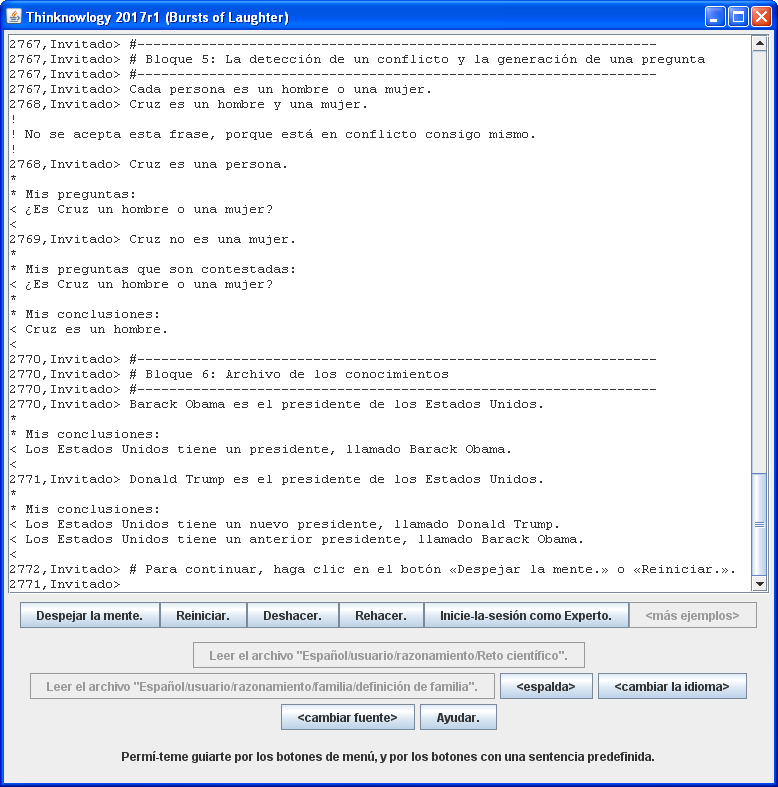 Thinknowlogy 2017r1 (Bursts of Laughter)
2767,Invitado> #----------------------------------------------------------------
2767,Invitado> # Bloque 5: La detección de un conflicto y la generación de una pregunta
2767,Invitado> #----------------------------------------------------------------
2767,Invitado> Cada persona es un hombre o una mujer.
2768,Invitado> Cruz es un hombre y una mujer.
!
! No se acepta esta frase, porque está en conflicto consigo mismo.
!
2768,Invitado> Cruz es una persona.
*
* Mis preguntas:
< ¿Es Cruz un hombre o una mujer?
<
2769,Invitado> Cruz no es una mujer.
*
* Mis preguntas que son contestadas:
< ¿Es Cruz un hombre o una mujer?
*
* Mis conclusiones:
< Cruz es un hombre.
<
2770,Invitado> #----------------------------------------------------------------
2770,Invitado> # Bloque 6: Archivo de los conocimientos
2770,Invitado> #----------------------------------------------------------------
2770,Invitado> Barack Obama es el presidente de los Estados Unidos.
*
* Mis conclusiones:
< Los Estados Unidos tiene un presidente, llamado Barack Obama.
<
2771,Invitado> Donald Trump es el presidente de los Estados Unidos.
*
* Mis conclusiones:
< Los Estados Unidos tiene un nuevo presidente, llamado Donald Trump.
< Los Estados Unidos tiene un anterior presidente, llamado Barack Obama.
<
2772,Invitado> # Para continuar, haga clic en el botón «Despejar la mente.» o «Reiniciar.».
2771,Invitado>
Despejar la mente. Reiniciar. Deshacer. Rehacer. Inicie-la-sesión como Experto. <más ejemplos>
Leer el archivo "Español/usuario/razonamiento/Reto científico".
Leer el archivo "Español/usuario/razonamiento/familia/definición de familia". <espalda> <cambiar la idioma>
<cambiar fuente> Ayudar.
Permí-teme guiarte por los botones de menú, y por los botones con una sentencia predefinida.